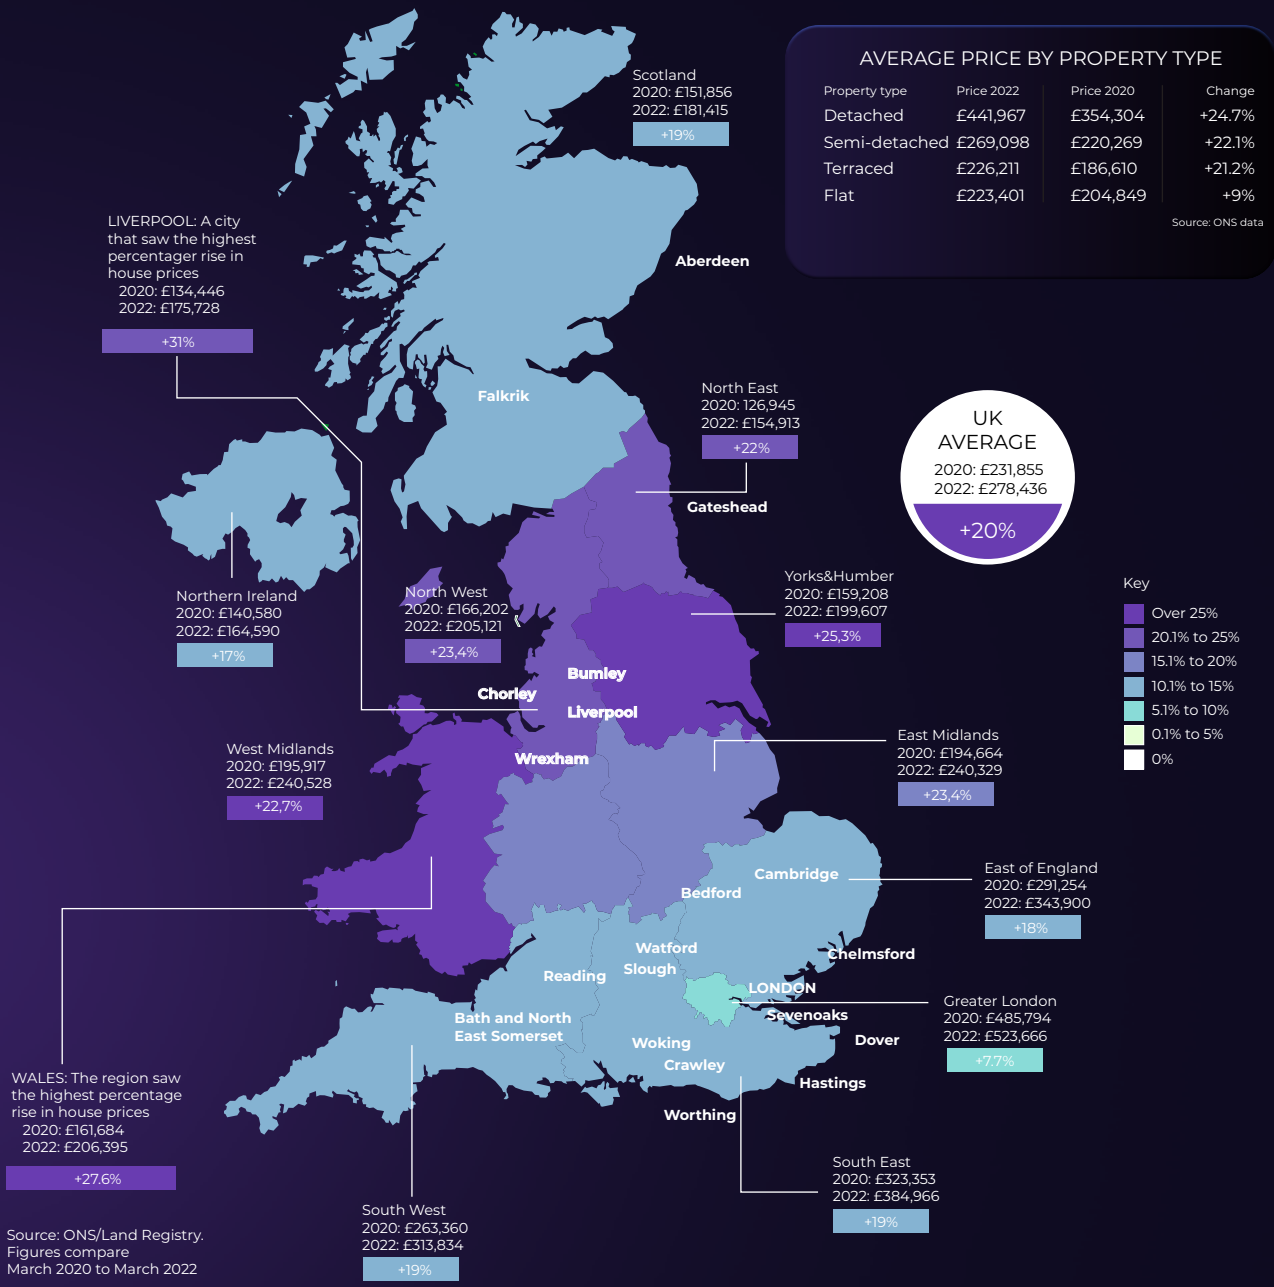 Scotland
2020: £151,856
2022: £181,415
+19%
AVERAGE PRICE BY PROPERTY TYPE
Property type Price 2022 Price 2020 Change
Detached £441,967 £354,304 +24.7%
Semi-detached £269,098 £220,269 +22.1%
Terraced £226,211 £186,610 +21.2%
Flat £223,401 £204,849 +9%
Source: ONS data
LIVERPOOL: A city
that saw the highest
percentager rise in
house prices
2020: £134,446
2022: £175,728
+31%
Aberdeen
Falkrik
North East
2020: 126,945
2022: £154,913
+22%
Gateshead
UK
AVERAGE
2020: £231,855
2022: £278,436
+20%
Northern Ireland
2020: £140,580
2022: £164,590
+17%
North West
2020: £166,202
2022: £205,121
+23,4%
Yorks&Humber
2020: £159,208
2022: £199,607
+25,3%
Key
Over 25%
20.1% to 25%
15.1% to 20%
10.1% to 15%
5.1% to 10%
0.1% to 5%
0%
Burnley
Chorley
Liverpool
Wrexham
West Midlands
2020: £195,917
2022: £240,528
+22,7%
East Midlands
2020: £194,664
2022: £240,329
+23,4%
Cambridge
Bedford
East of England
2020: £291,254
2022: £343,900
+18%
Watford
Slough
Reading
Chelmsford
LONDON
Sevenoaks
Greater London
2020: £485,794
2022: £523,666
+7.7%
Bath and North
East Somerset
Woking
Crawley
Dover
Hastings
Worthing
WALES: The region saw
the highest percentage
rise in house prices
2020: £161,684
2022: £206,395
+27.6%
South East
2020: £323,353
2022: £384,966
+19%
South West
2020: £263,360
2022: £313,834
+19%
Source: ONS/Land Registry.
Figures compare
March 2020 to March 2022